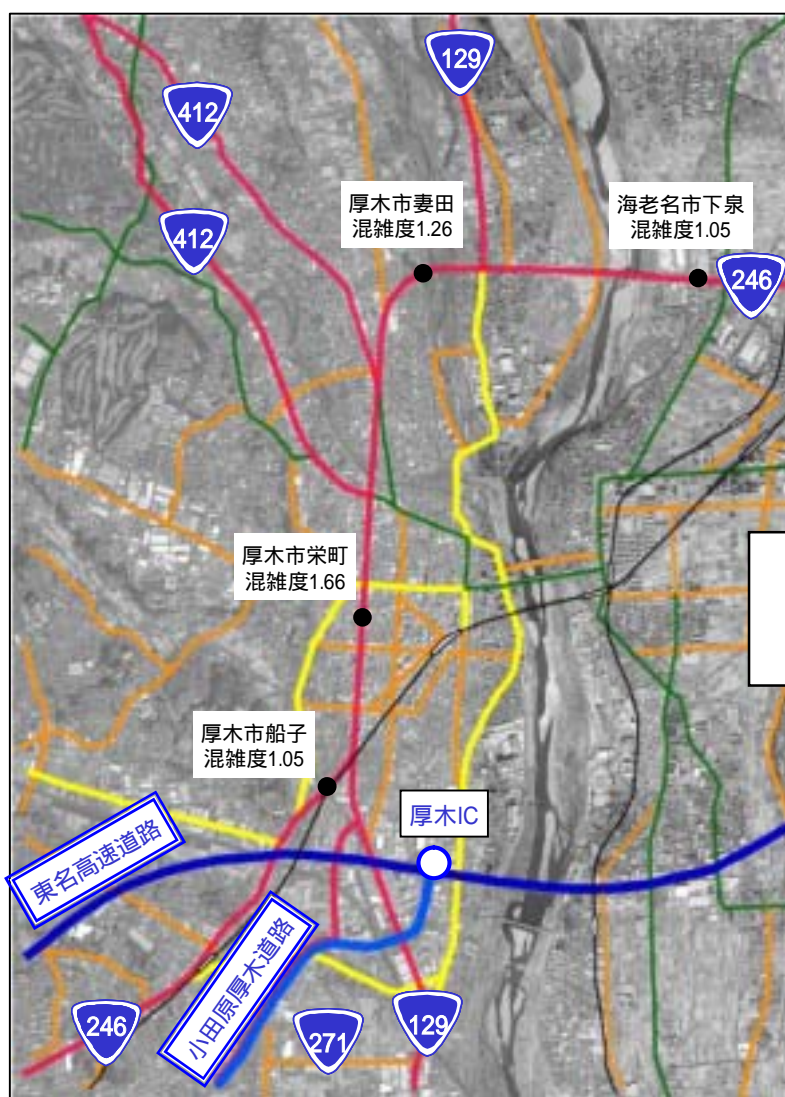 129
412
厚木市妻田
混雑度1.26
海老名市下泉
混雑度1.05
412
246
厚木市栄町
混雑度1.66
厚木市船子
混雑度1.05
厚木IC
東名高速道路
小田原厚木道路
246
271
129